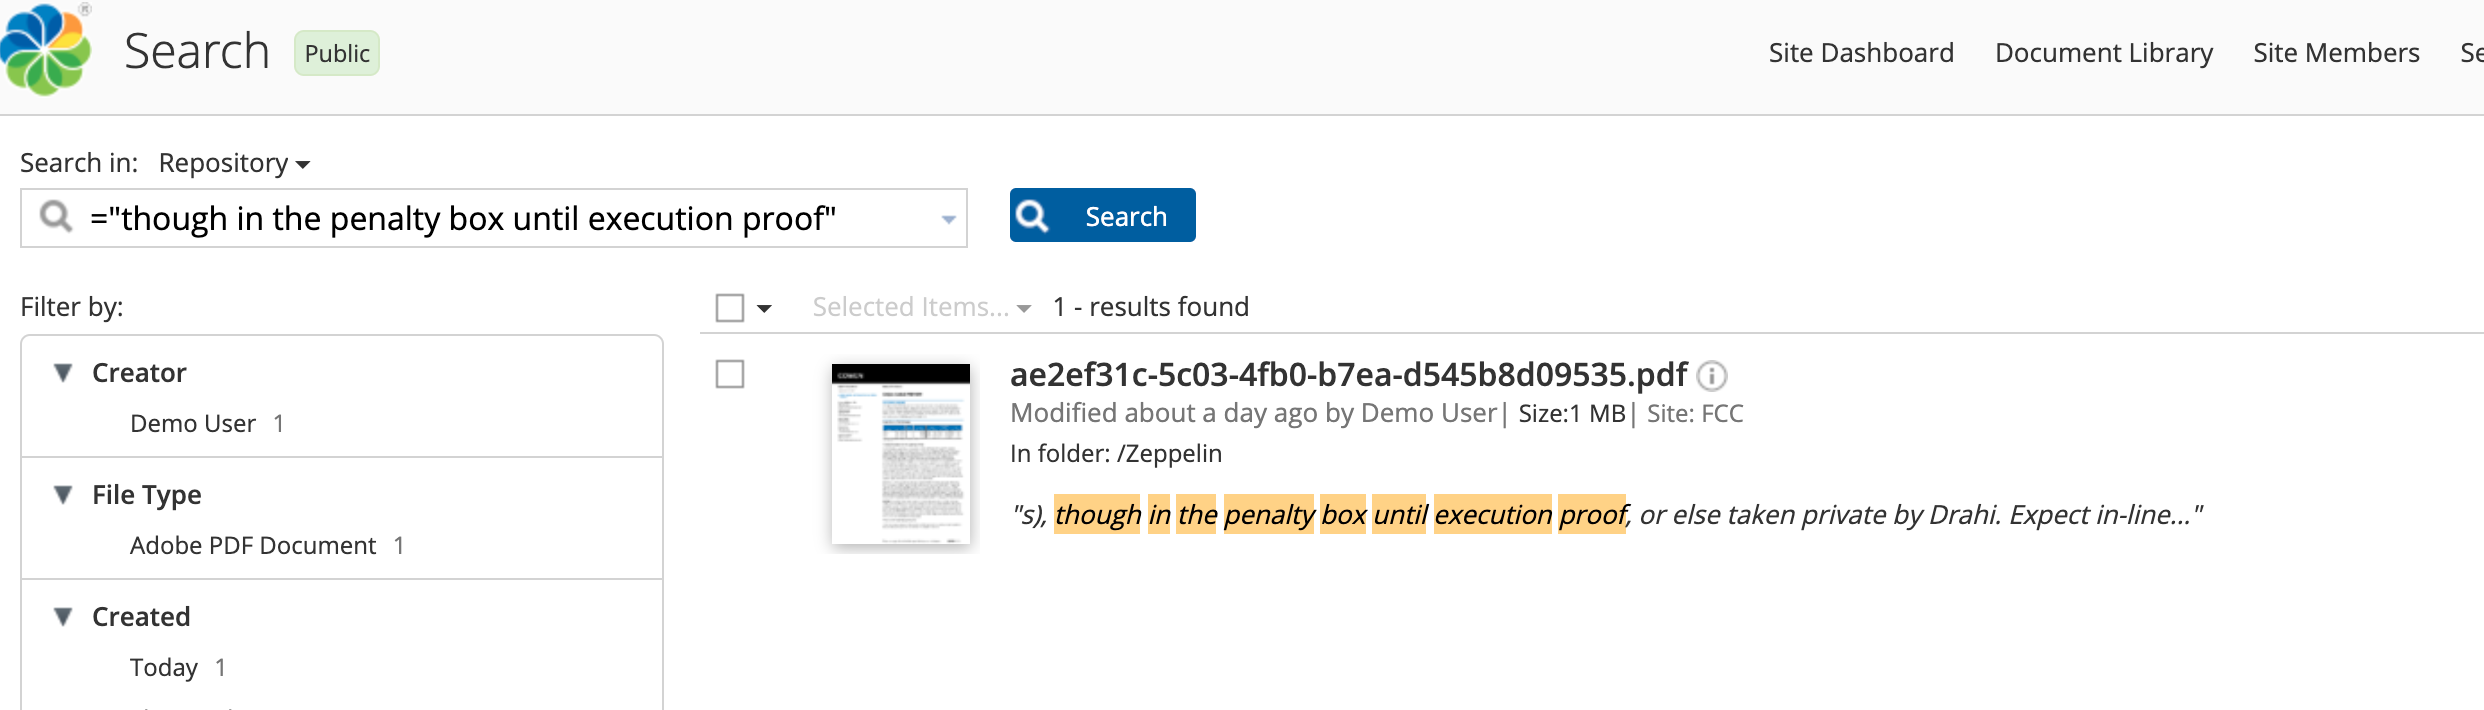 ® Search Public Site Dashboard Document Library Site Members Se
Search in: Repository
="though in the penalty box until execution proof" Search
Filter by:
Selected Items... 1 - results found
Creator
Demo User 1
File Type
Adobe PDF Document 1
Created
Today 1
COWEN
ae2ef31c-5c03-4fb0-b7ea-d545b8d09535.pdf
Modified about a day ago by Demo User| Size:1 MB| Site: FCC
In folder: /Zeppelin
"s), though in the penalty box until execution proof, or else taken private by Drahi. Expect in-line..."